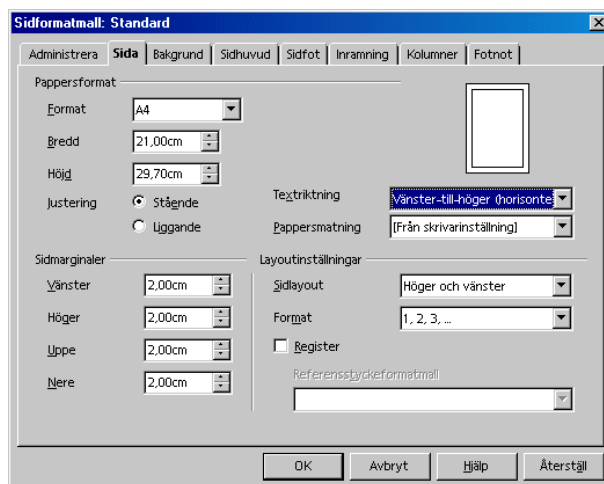 Sidformatmall: Standard
Administrera Sida Bakgrund Sidhuvud Sidfot Inramning Kolumner Fotnot
Pappersformat
Format A4
Bredd 21,00cm
Höjd 29,70cm
Justering Stående
Liggande
Textriktning Vänster-till-höger (horisonte
Pappersmatning [Från skrivarinställning]
Sidmarginaler
Vänster 2,00cm
Höger 2,00cm
Uppe 2,00cm
Nere 2,00cm
Layoutinställningar
Sidlayout Höger och vänster
Format 1, 2, 3, ...
Register
Referensstyckeformatmall
OK Avbryt Hjälp Återställ